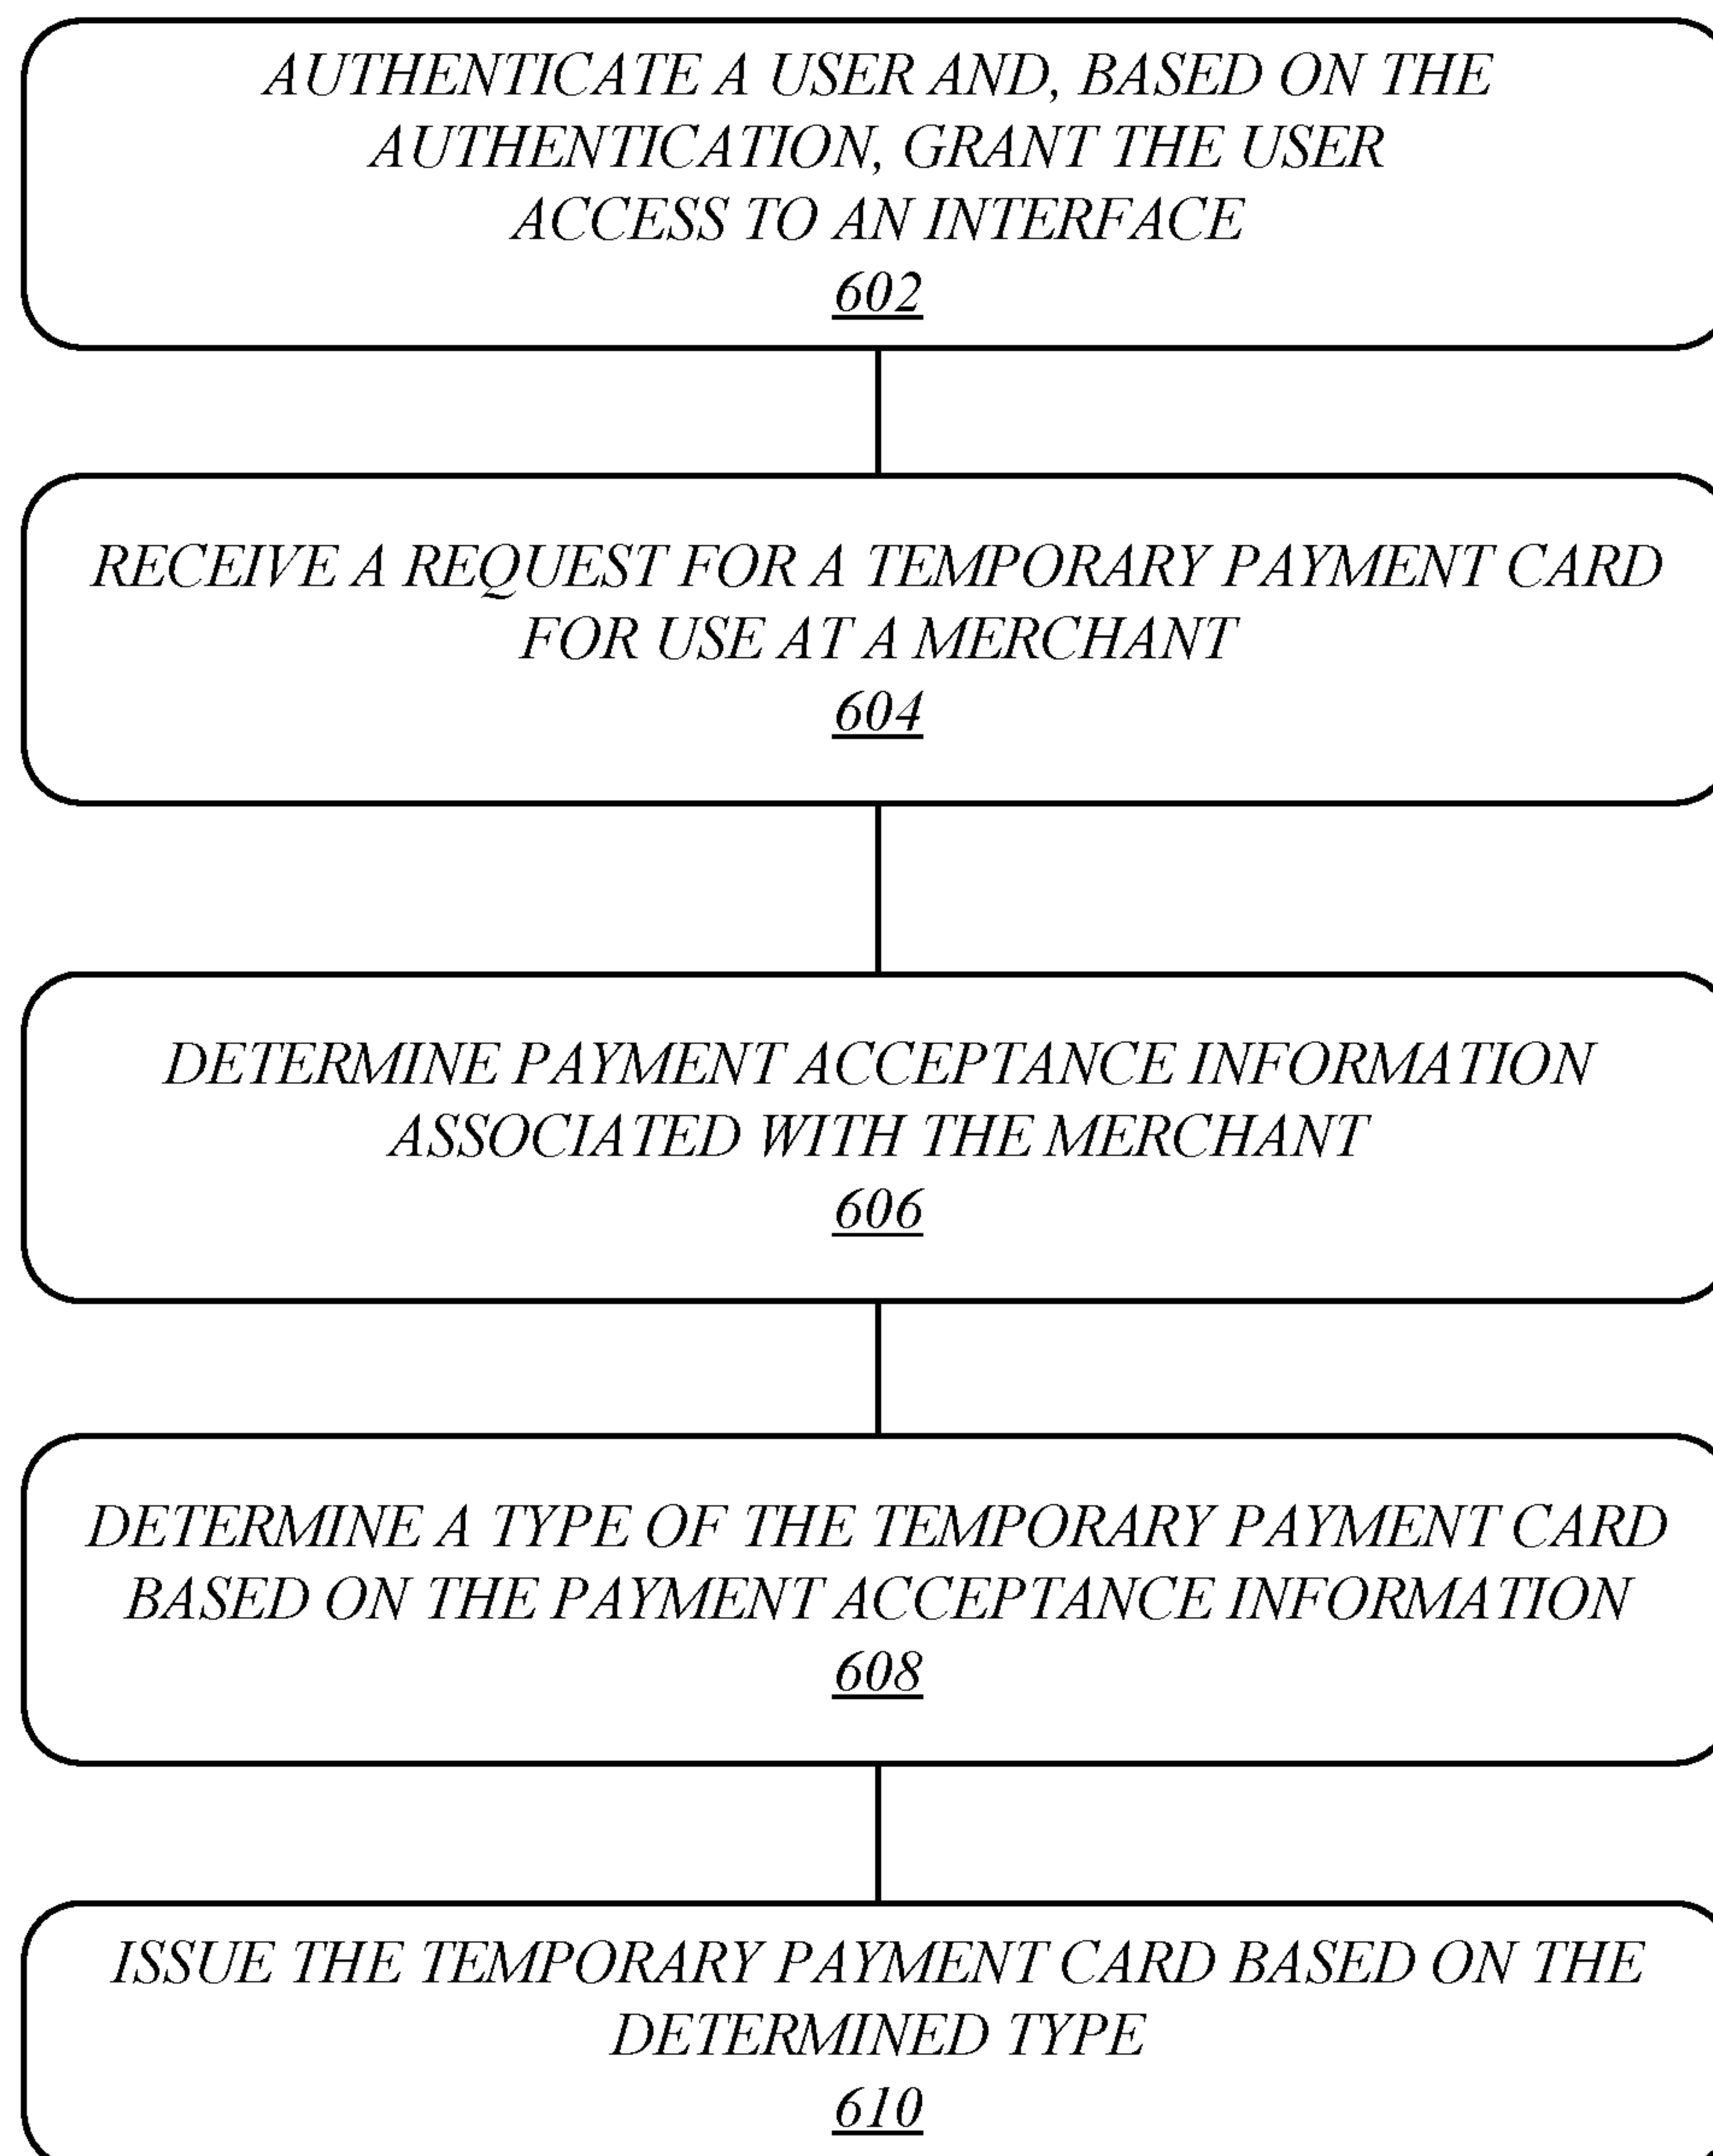 AUTHENTICATE A USER AND, BASED ON THE
AUTHENTICATION, GRANT THE USER
ACCESS TO AN INTERFACE
602
RECEIVE A REQUEST FOR A TEMPORARY PAYMENT CARD
FOR USE AT A MERCHANT
604
DETERMINE PAYMENT ACCEPTANCE INFORMATION
ASSOCIATED WITH THE MERCHANT
606
DETERMINE A TYPE OF THE TEMPORARY PAYMENT CARD
BASED ON THE PAYMENT ACCEPTANCE INFORMATION
608
ISSUE THE TEMPORARY PAYMENT CARD BASED ON THE
DETERMINED TYPE
610